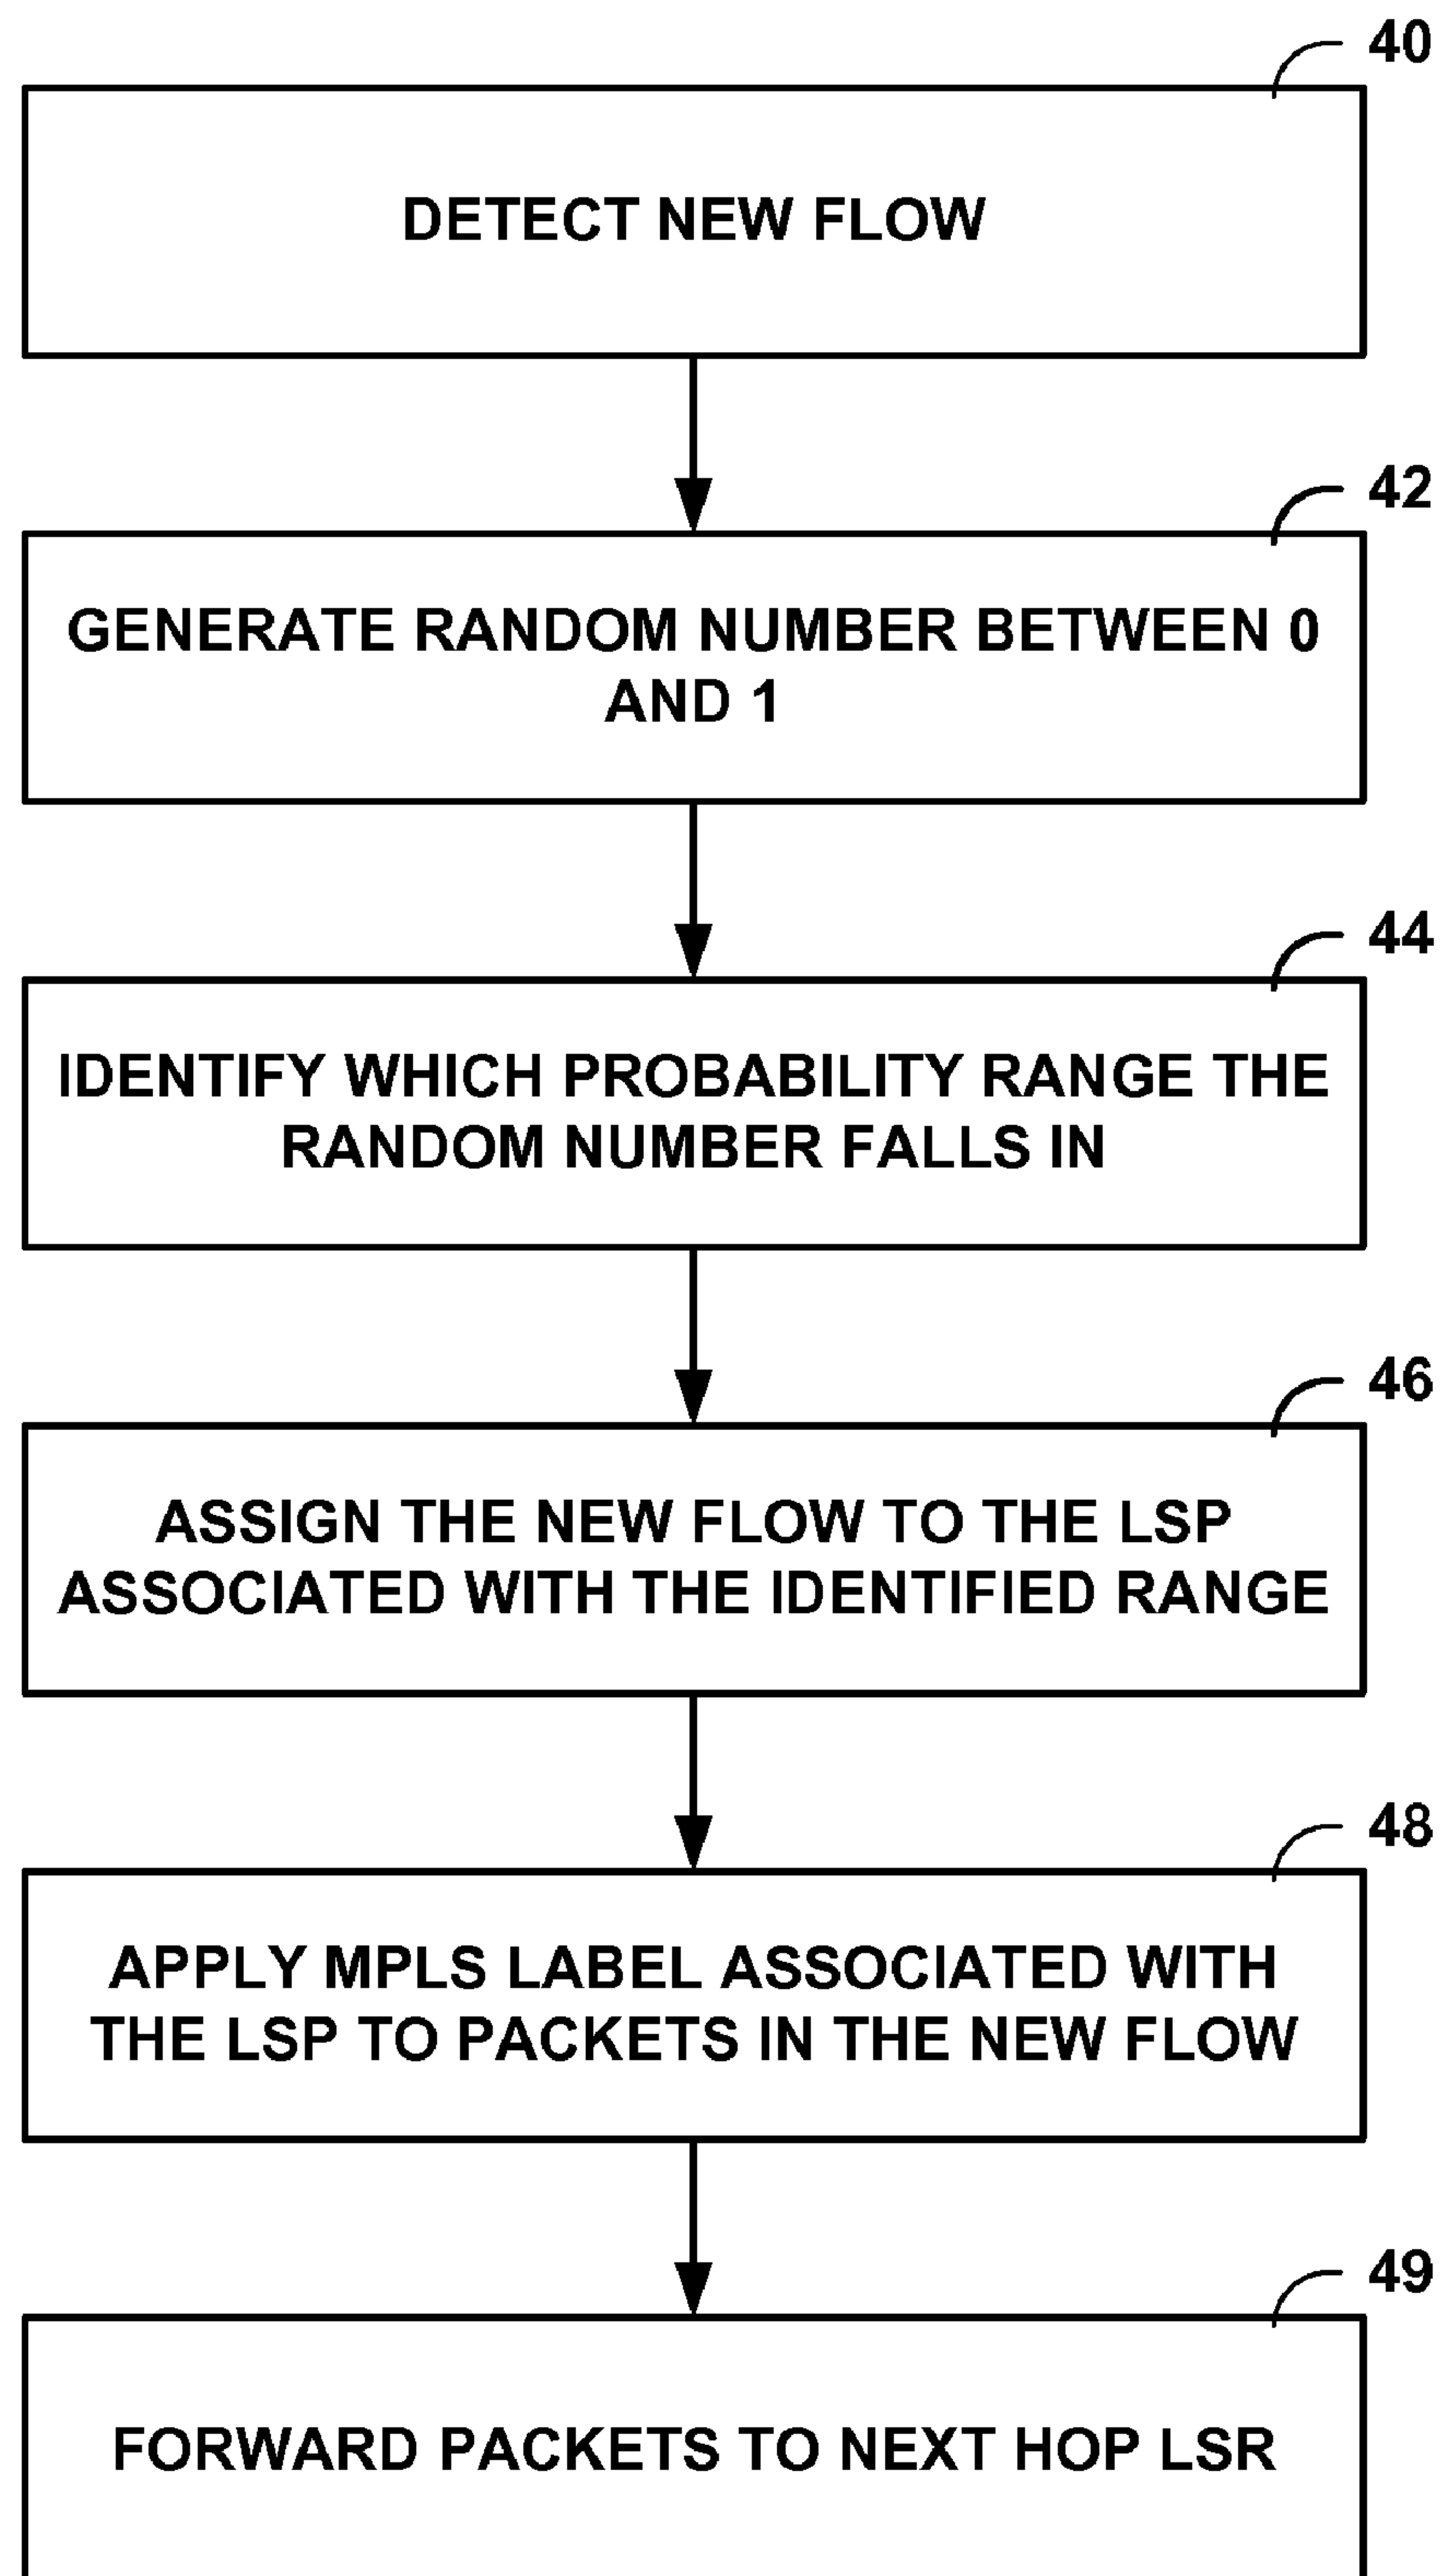 40
DETECT NEW FLOW
42
GENERATE RANDOM NUMBER BETWEEN 0
AND 1
44
IDENTIFY WHICH PROBABILITY RANGE THE
RANDOM NUMBER FALLS IN
46
ASSIGN THE NEW FLOW TO THE LSP
ASSOCIATED WITH THE IDENTIFIED RANGE
48
APPLY MPLS LABEL ASSOCIATED WITH
THE LSP TO PACKETS IN THE NEW FLOW
49
FORWARD PACKETS TO NEXT HOP LSR